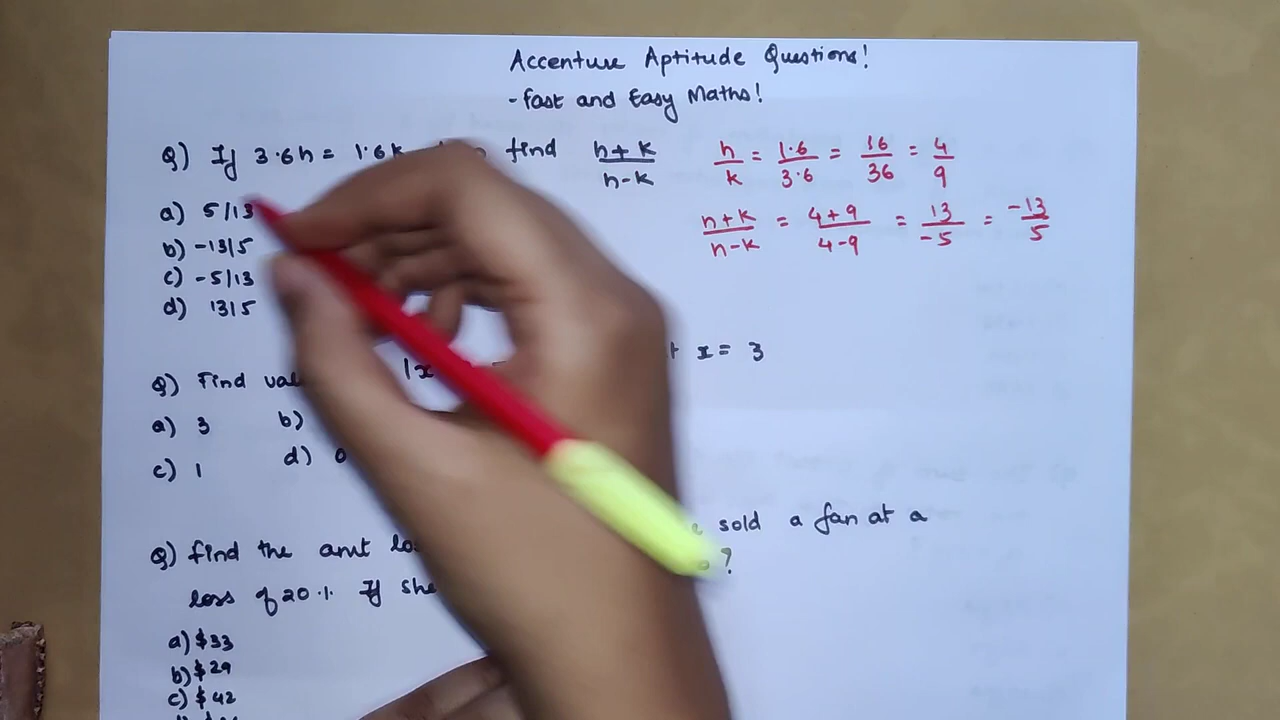 Accenture Aptitude Questions!
- Fast and Easy Maths!
Q) If 3.6h = 1.6k find h+k/h-k
h/k = 1.6/3.6 = 16/36 = 4/9
h+k/h-k = 4+9/4-9 = 13/-5 = -13/5
a) 5/13
b) -13/5
c) -5/13
d) 13/5
Q) Find |x x = 3
a) 3 b)
c) 1 d) 0
Q) Find the amt sold a fan at a
loss of 20.1. If she ?
a) $33
b) $29
c) $42